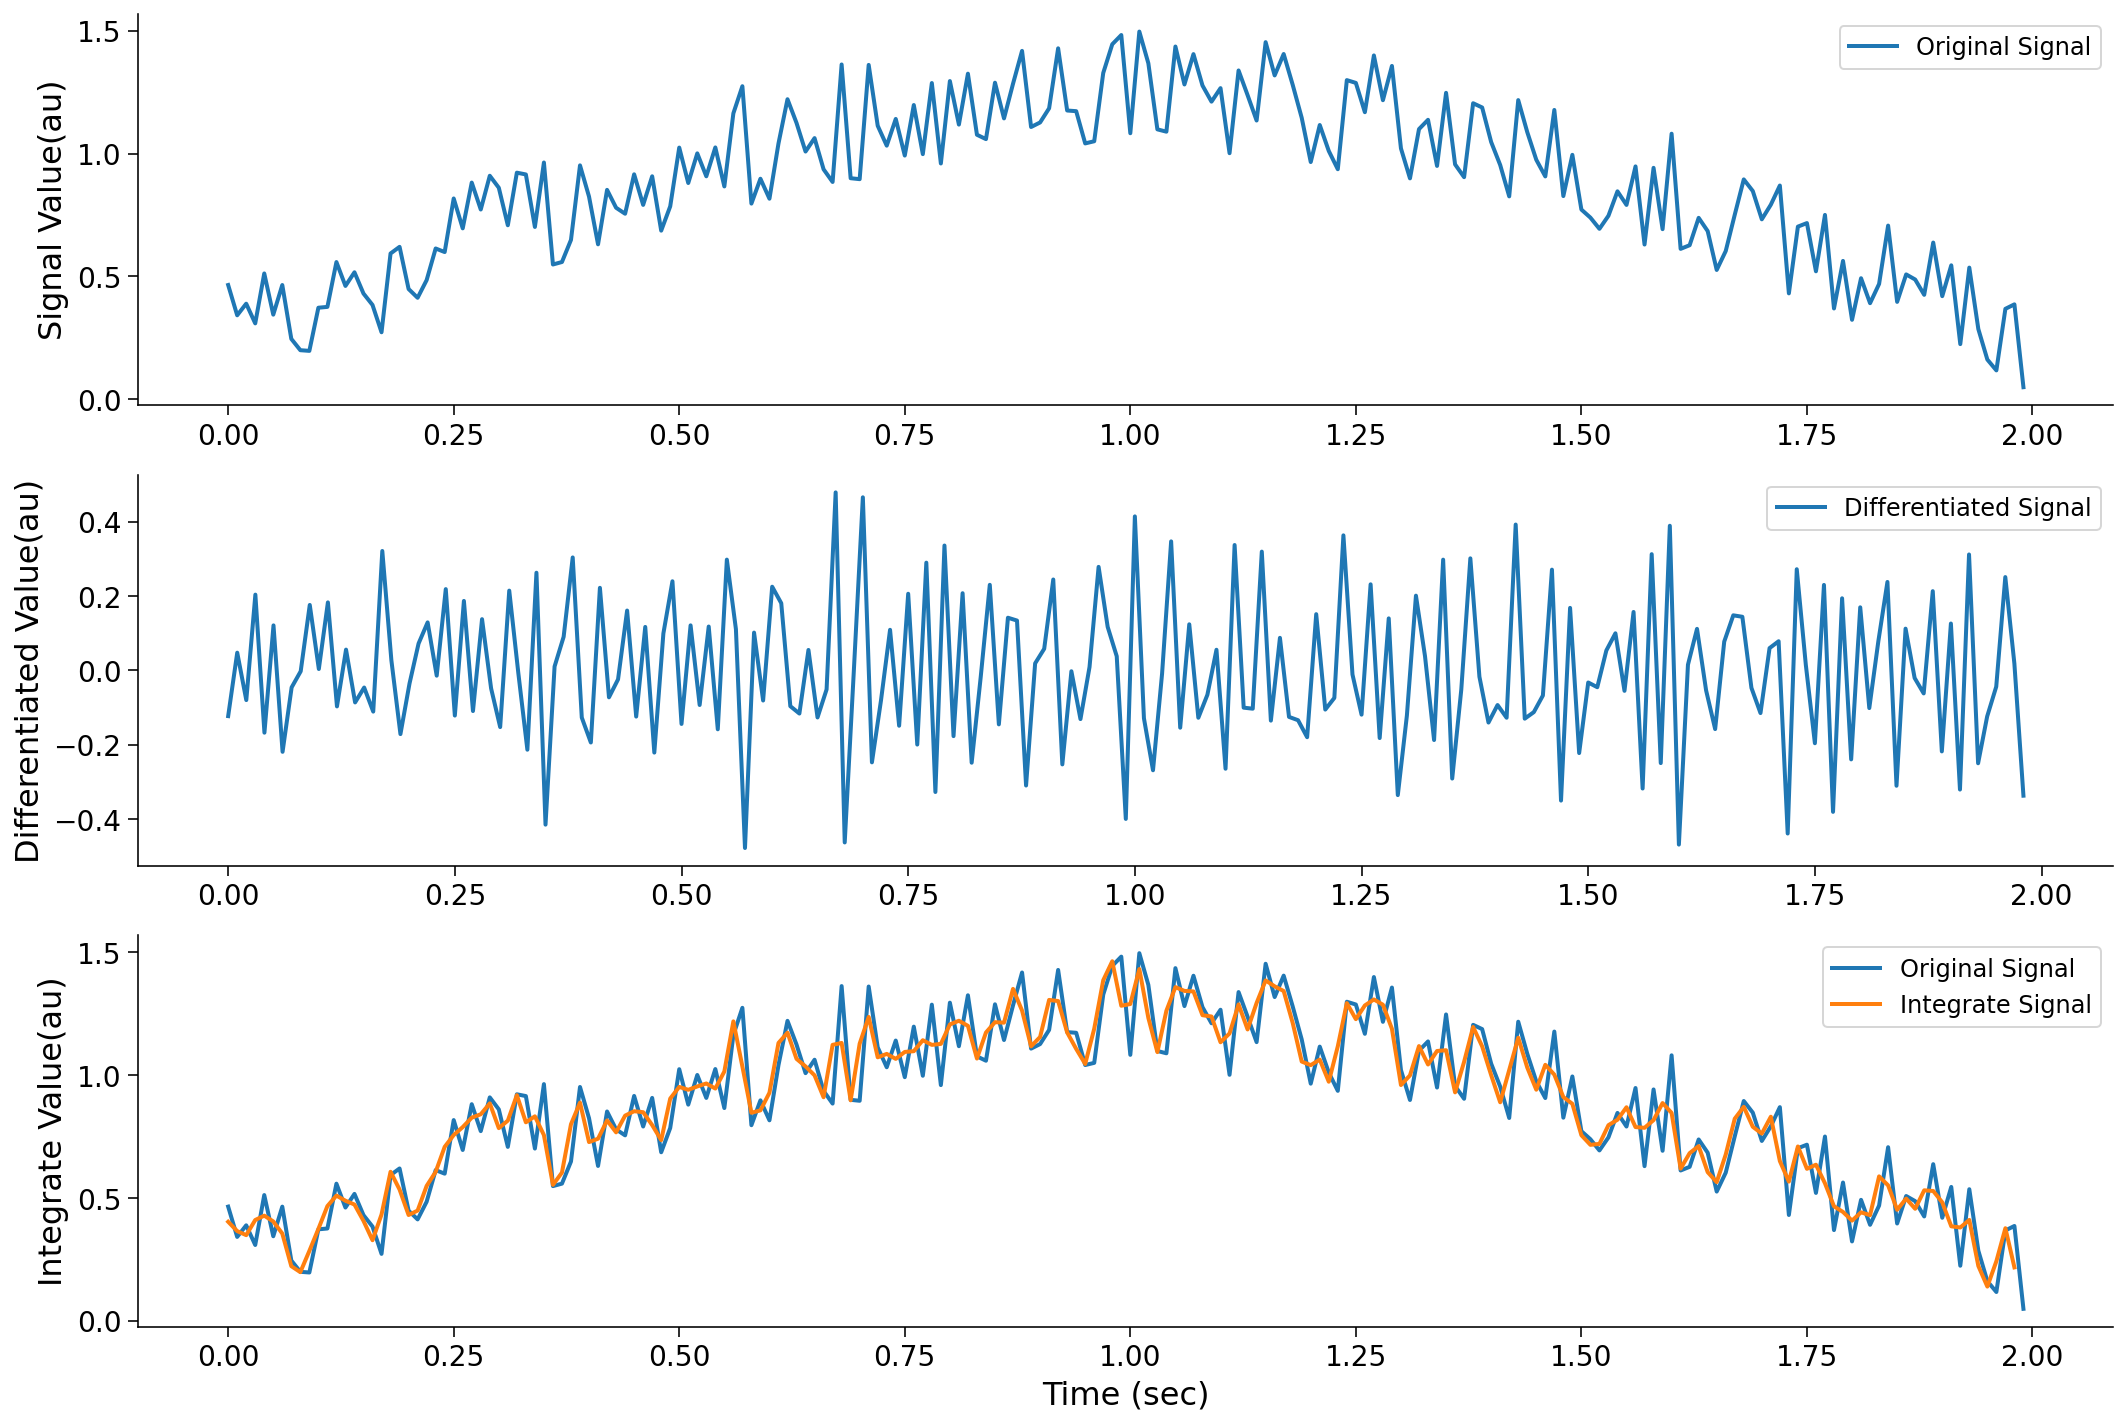 Signal Value(au)
1.5
1.0
0.5
0.0
Original Signal
0.00 0.25 0.50 0.75 1.00 1.25 1.50 1.75 2.00
Differentiated Value(au)
0.4
0.2
0.0
−0.2
−0.4
Differentiated Signal
0.00 0.25 0.50 0.75 1.00 1.25 1.50 1.75 2.00
Integrate Value(au)
1.5
1.0
0.5
0.0
Original Signal
Integrate Signal
0.00 0.25 0.50 0.75 1.00 1.25 1.50 1.75 2.00
Time (sec)